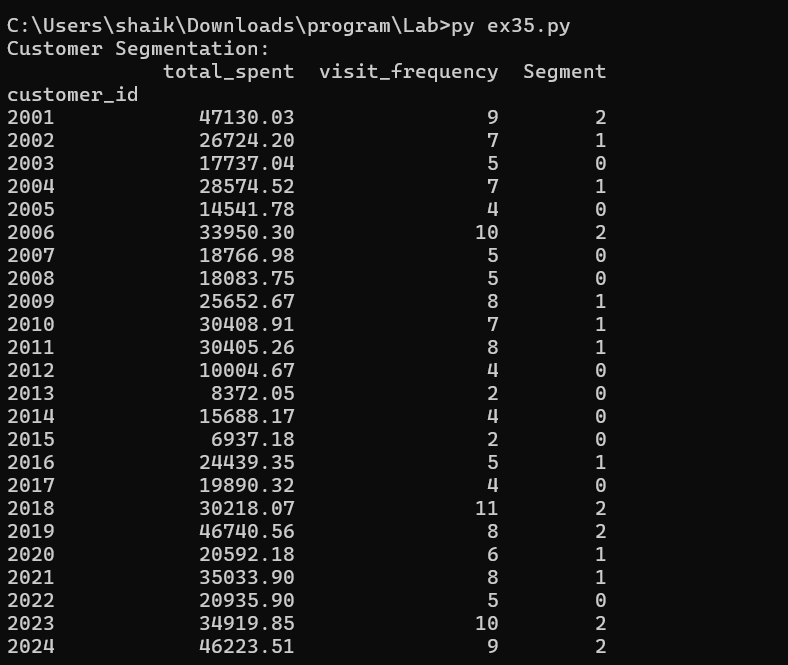 C:\Users\shaik\Downloads\program\Lab>py ex35.py
Customer Segmentation:
total_spent visit_frequency Segment
customer_id
2001 47130.03 9 2
2002 26724.20 7 1
2003 17737.04 5 0
2004 28574.52 7 1
2005 14541.78 4 0
2006 33950.30 10 2
2007 18766.98 5 0
2008 18083.75 5 0
2009 25652.67 8 1
2010 30408.91 7 1
2011 30405.26 8 1
2012 10004.67 4 0
2013 8372.05 2 0
2014 15688.17 4 0
2015 6937.18 2 0
2016 24439.35 5 1
2017 19890.32 4 0
2018 30218.07 11 2
2019 46740.56 8 2
2020 20592.18 6 1
2021 35033.90 8 1
2022 20935.90 5 0
2023 34919.85 10 2
2024 46223.51 9 2